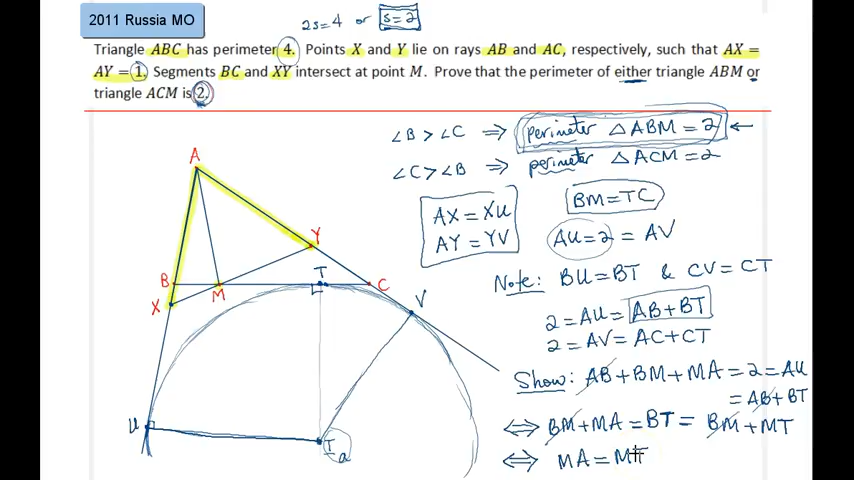 2011 Russia MO
2s=4 or s=2
Triangle ABC has perimeter 4. Points X and Y lie on rays AB and AC, respectively, such that AX =
AY = 1. Segments BC and XY intersect at point M. Prove that the perimeter of either triangle ABM or
triangle ACM is 2.
∠B > ∠C ⟹ perimeter △ABM = 2 ←
∠C > ∠B ⟹ perimeter △ACM = 2
AX = XU
AY = YV
BM = TC
AU = 2 = AV
Note: BU = BT & CV = CT
2 = AU = AB + BT
2 = AV = AC + CT
Show: AB + BM + MA = 2 = AU
= AB + BT
⟺ BM + MA = BT = BM + MT
⟺ MA = MT
A
Y
B
T
C
X
M
V
U
I
a